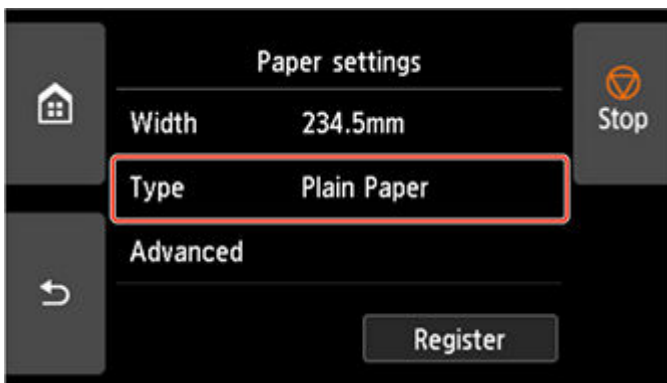 Paper settings
Width 234.5mm
Stop
Type Plain Paper
Advanced
Register